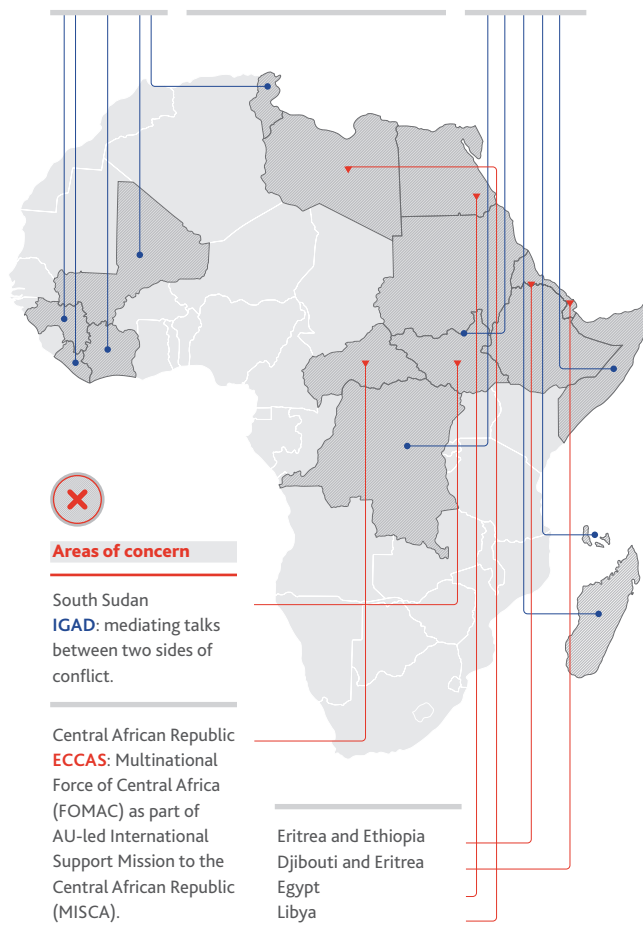 Areas of concern
South Sudan
IGAD: mediating talks
between two sides of
conflict.
Central African Republic
ECCAS: Multinational
Force of Central Africa
(FOMAC) as part of
AU-led International
Support Mission to the
Central African Republic
(MISCA).
Eritrea and Ethiopia
Djibouti and Eritrea
Egypt
Libya